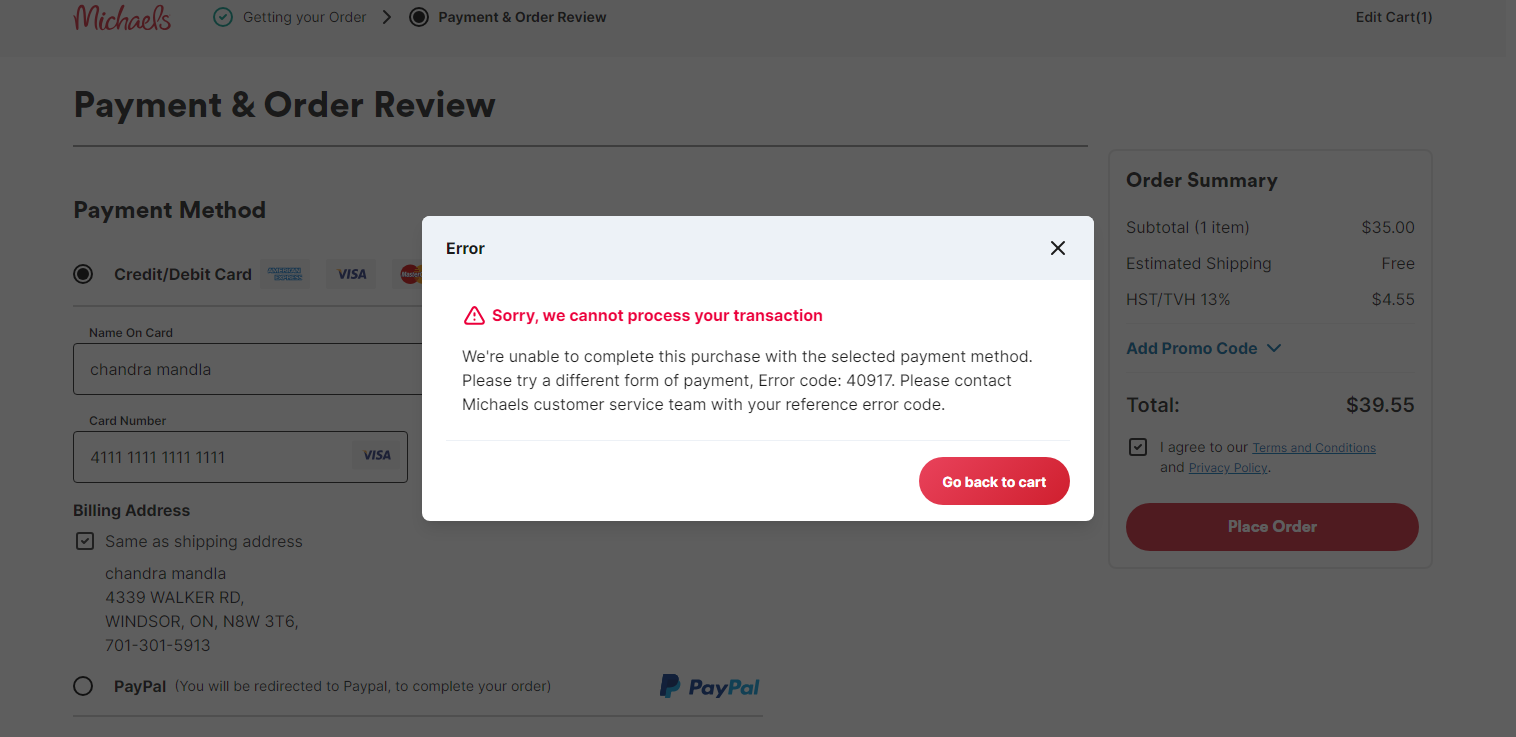 Michaels
Getting your Order
Payment & Order Review
Edit Cart(1)
Payment & Order Review
Payment Method
Credit/Debit Card
AMERICAN EXPRESS
VISA
Name On Card
chandra mandla
Card Number
4111 1111 1111 1111
VISA
Billing Address
Same as shipping address
chandra mandla
4339 WALKER RD,
WINDSOR, ON, N8W 3T6,
701-301-5913
PayPal (You will be redirected to Paypal, to complete your order)
PayPal
Error
Sorry, we cannot process your transaction
We're unable to complete this purchase with the selected payment method.
Please try a different form of payment, Error code: 40917. Please contact
Michaels customer service team with your reference error code.
Go back to cart
Order Summary
Subtotal (1 item) $35.00
Estimated Shipping Free
HST/TVH 13% $4.55
Add Promo Code
Total: $39.55
I agree to our Terms and Conditions
and Privacy Policy.
Place Order